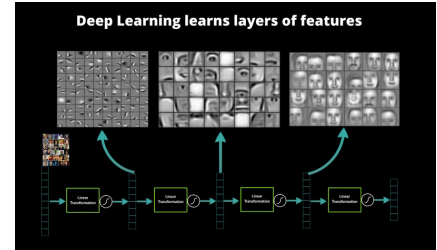 Deep Learning learns layers of features
Linear
Transformation
Linear
Transformation
Linear
Transformation
Linear
Transformation